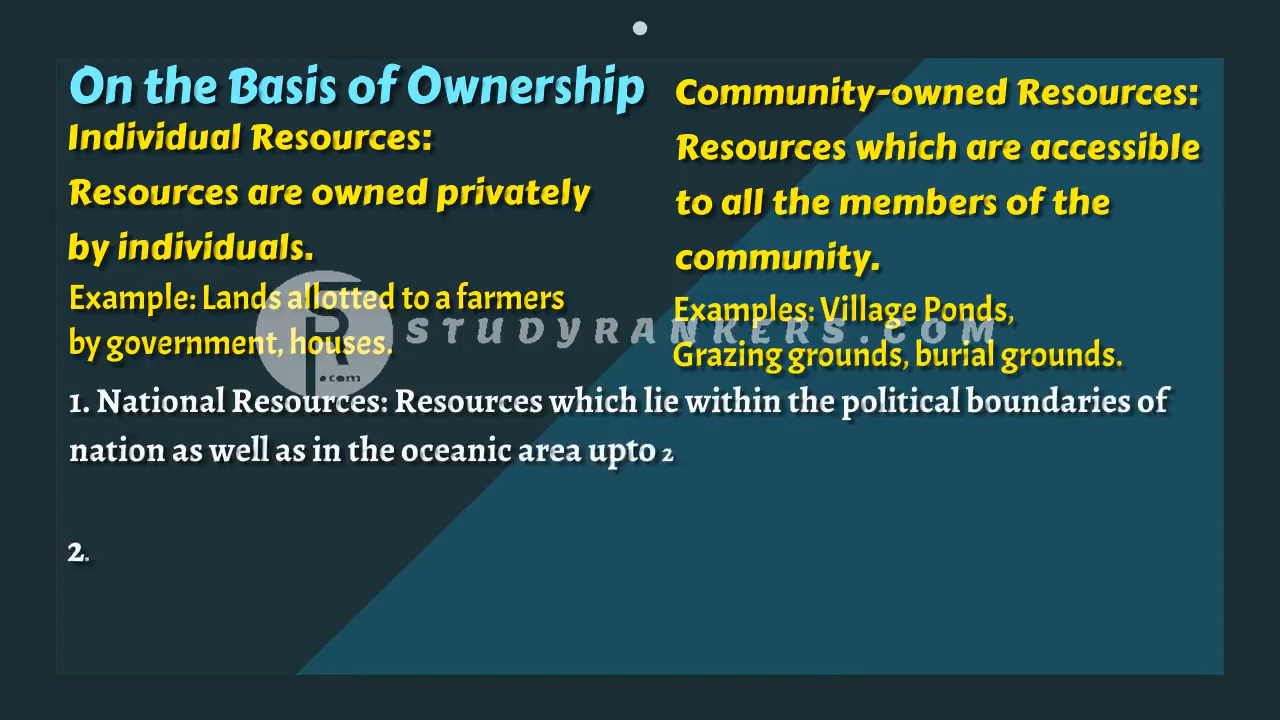 On the Basis of Ownership
Individual Resources:
Resources are owned privately
by individuals.
Example: Lands allotted to a farmers
by government, houses.
Community-owned Resources:
Resources which are accessible
to all the members of the
community.
Examples: Village Ponds,
Grazing grounds, burial grounds.
STUDYRANKERS.COM
R
.com
1. National Resources: Resources which lie within the political boundaries of
nation as well as in the oceanic area upto 2
2.